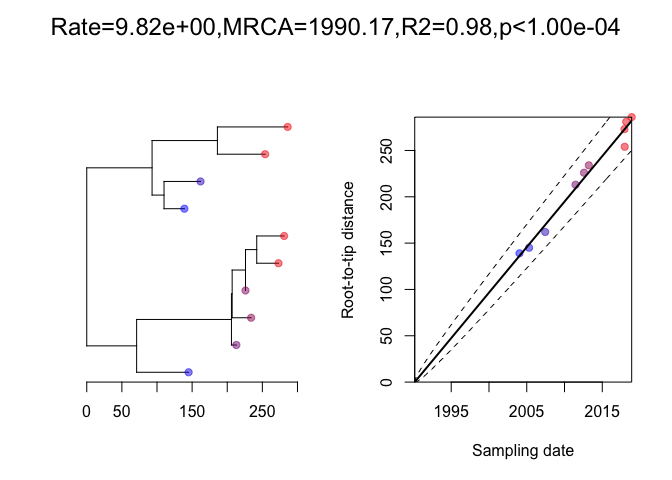 Rate=9.82e+00,MRCA=1990.17,R2=0.98,p<1.00e-04
0 50 150 250
Root-to-tip distance
0 50 100 150 200 250
1995 2005 2015
Sampling date